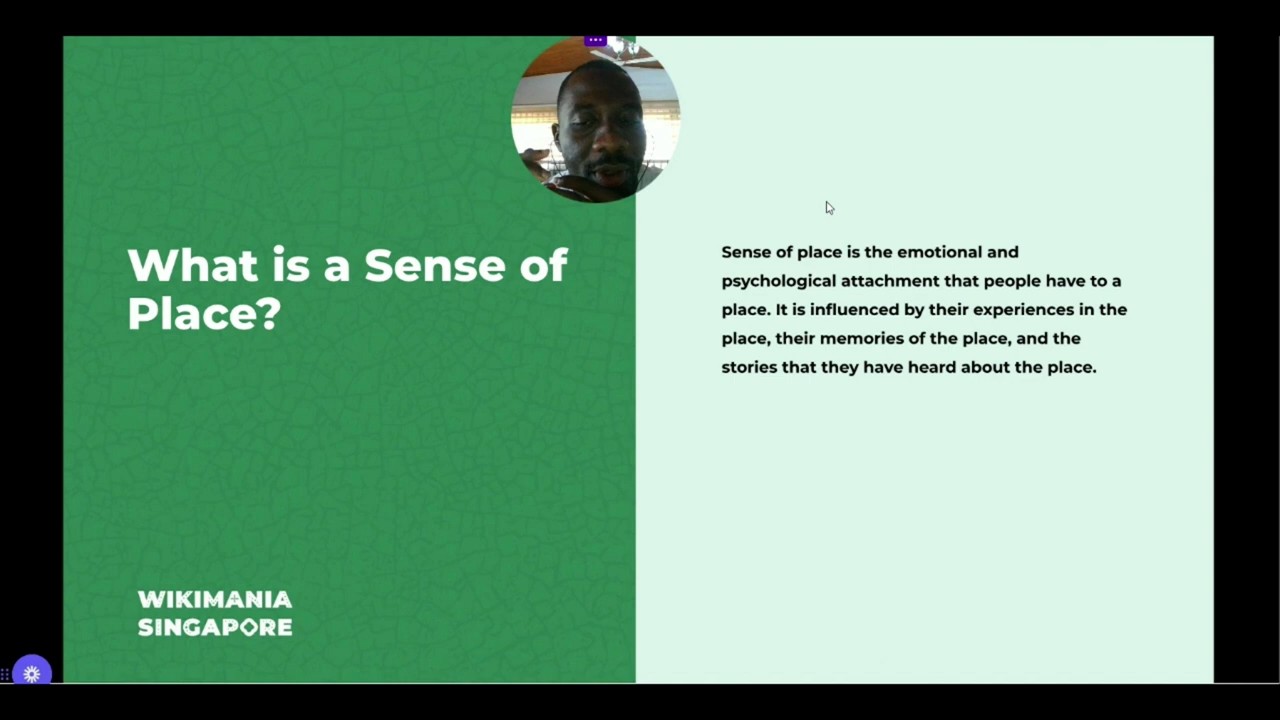 What is a Sense of
Place?
Sense of place is the emotional and
psychological attachment that people have to a
place. It is influenced by their experiences in the
place, their memories of the place, and the
stories that they have heard about the place.
WIKIMANIA
SINGAPORE